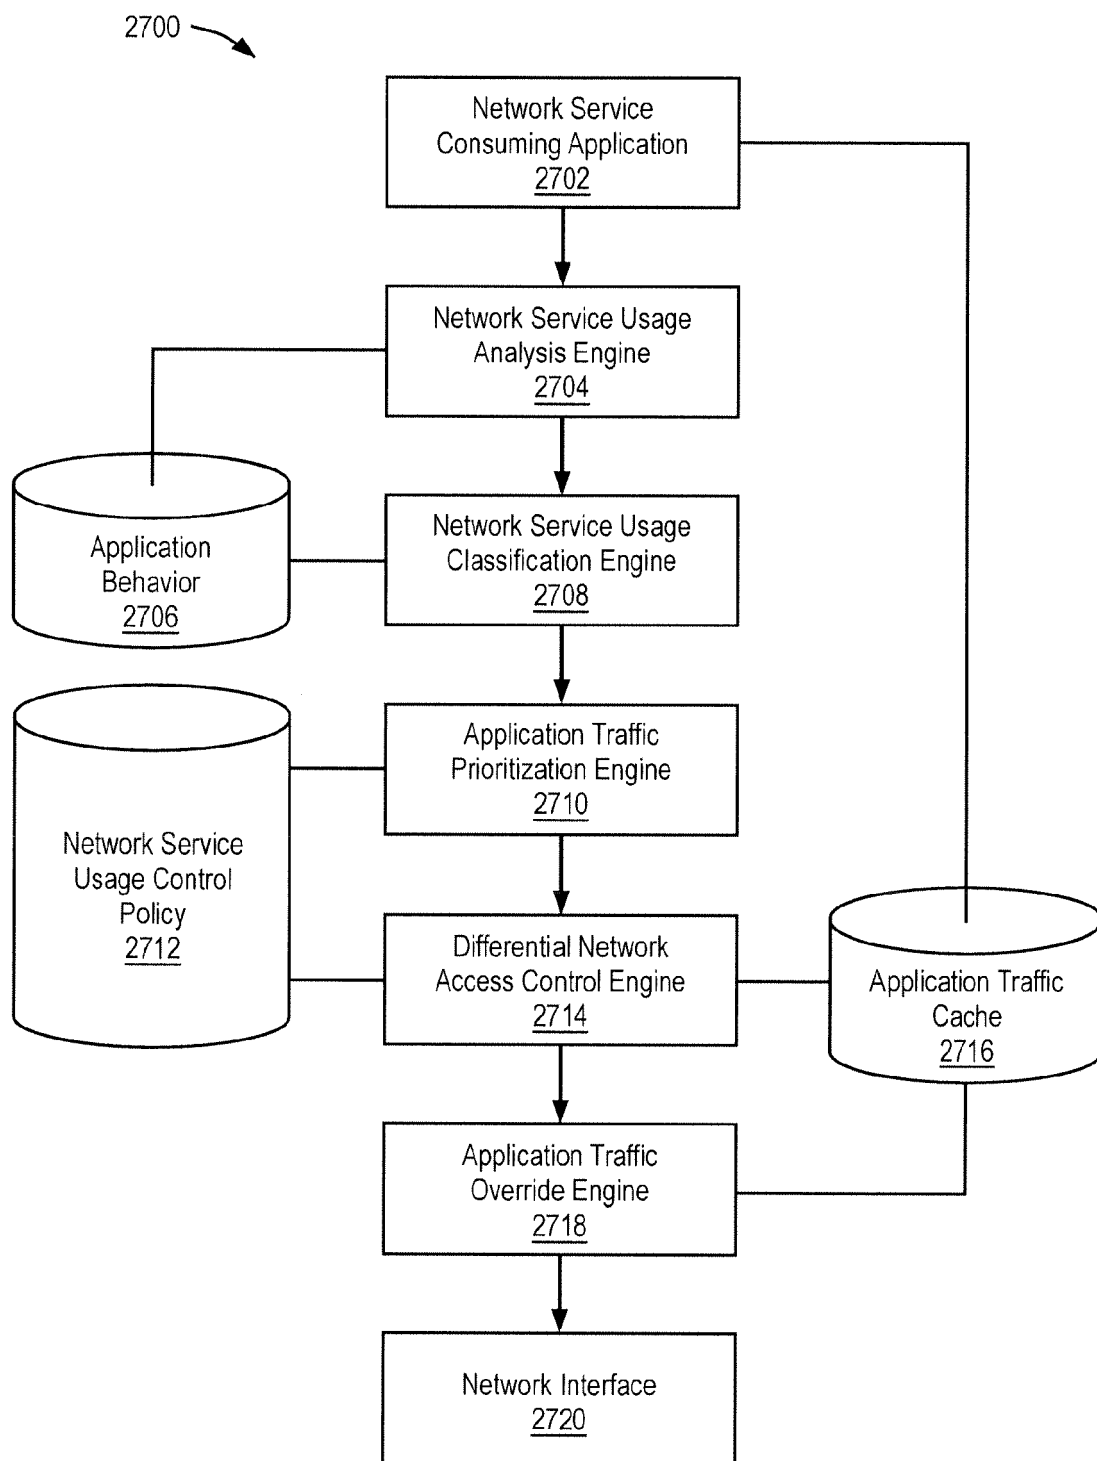 2700
Network Service
Consuming Application
2702
Network Service Usage
Analysis Engine
2704
Application
Behavior
2706
Network Service Usage
Classification Engine
2708
Application Traffic
Prioritization Engine
2710
Network Service
Usage Control
Policy
2712
Differential Network
Access Control Engine
2714
Application Traffic
Cache
2716
Application Traffic
Override Engine
2718
Network Interface
2720